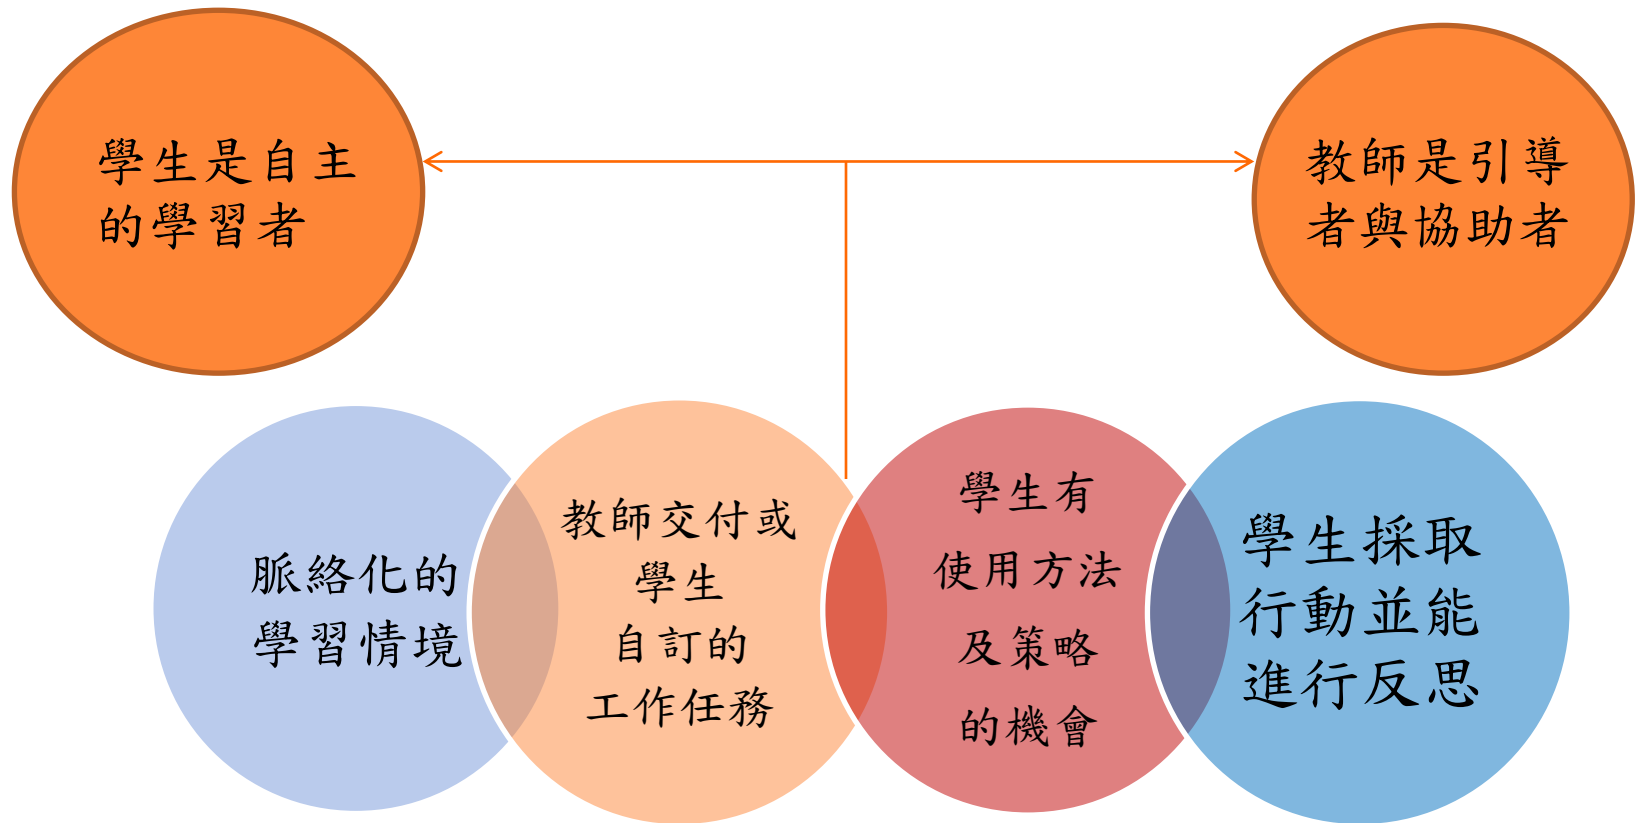 學生是自主
的學習者
教師是引導
者與協助者
脈絡化的
學習情境
教師交付或
學生
自訂的
工作任務
學生有
使用方法
及策略
的機會
學生採取
行動並能
進行反思